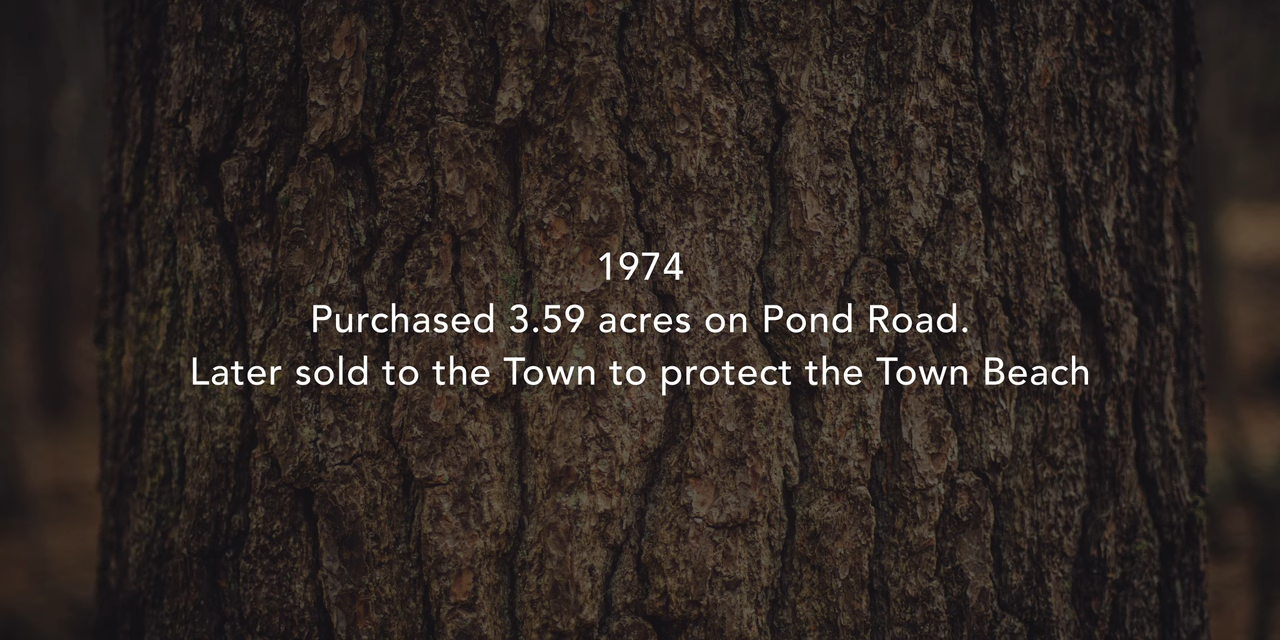 1974
Purchased 3.59 acres on Pond Road.
Later sold to the Town to protect the Town Beach